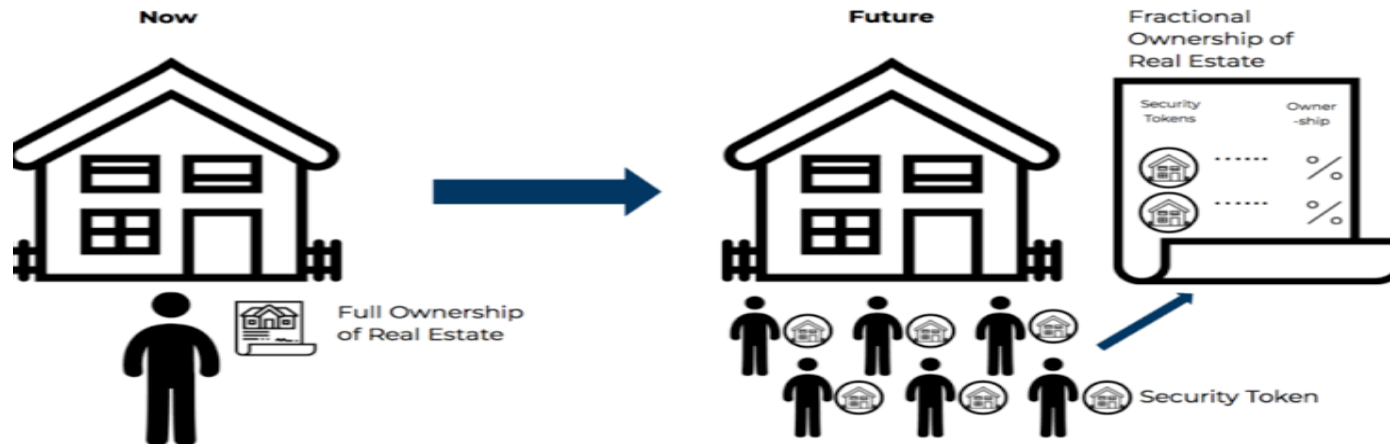 Now
Full Ownership
of Real Estate
Future
Fractional
Ownership of
Real Estate
Security
Tokens
Owner
-ship
...... %
...... %
Security Token